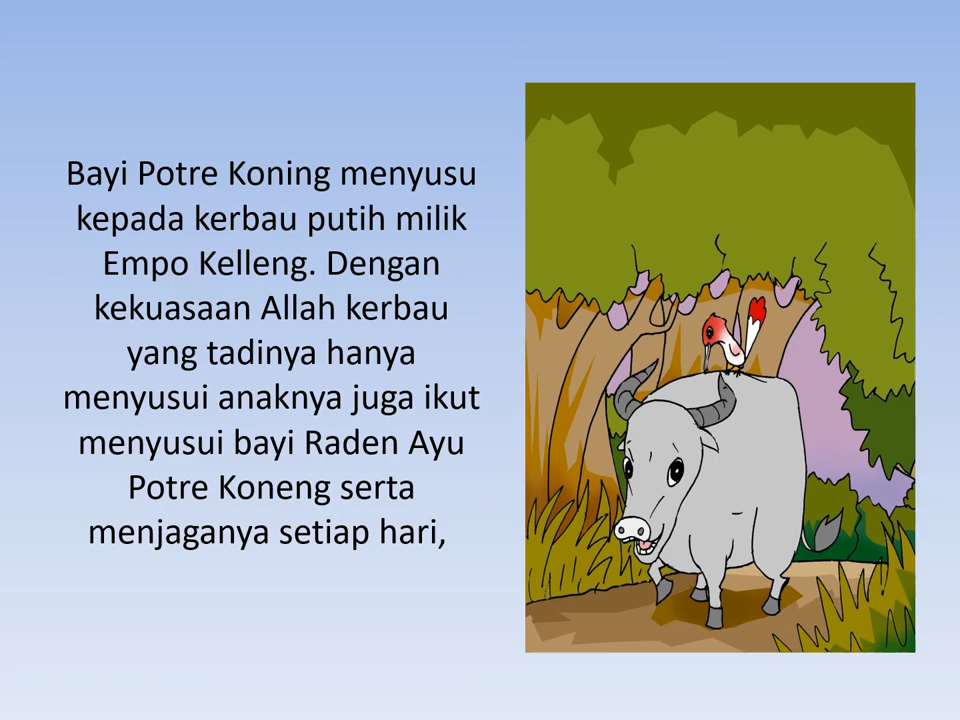 Bayi Potre Koning menyusu
kepada kerbau putih milik
Empo Kelleng. Dengan
kekuasaan Allah kerbau
yang tadinya hanya
menyusui anaknya juga ikut
menyusui bayi Raden Ayu
Potre Koneng serta
menjaganya setiap hari,